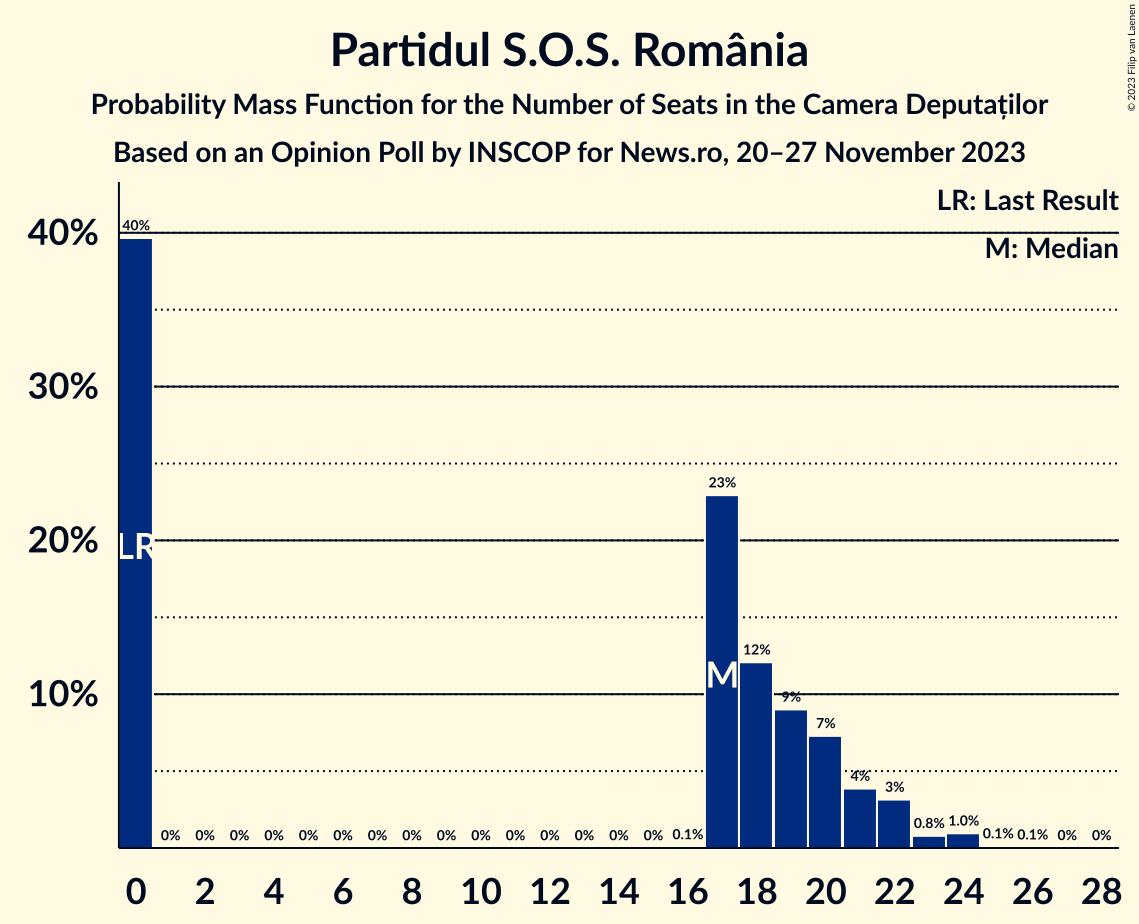 Partidul S.O.S. România
Probability Mass Function for the Number of Seats in the Camera Deputaților
Based on an Opinion Poll by INSCOP for News.ro, 20–27 November 2023
© 2023 Filip van Laenen
LR: Last Result
M: Median
40%
30%
20%
10%
40%
LR
0% 0% 0% 0% 0% 0% 0% 0% 0% 0% 0% 0% 0% 0% 0% 0.1%
23%
M
12%
9%
7%
4%
3%
0.8% 1.0% 0.1% 0.1% 0% 0%
0 2 4 6 8 10 12 14 16 18 20 22 24 26 28